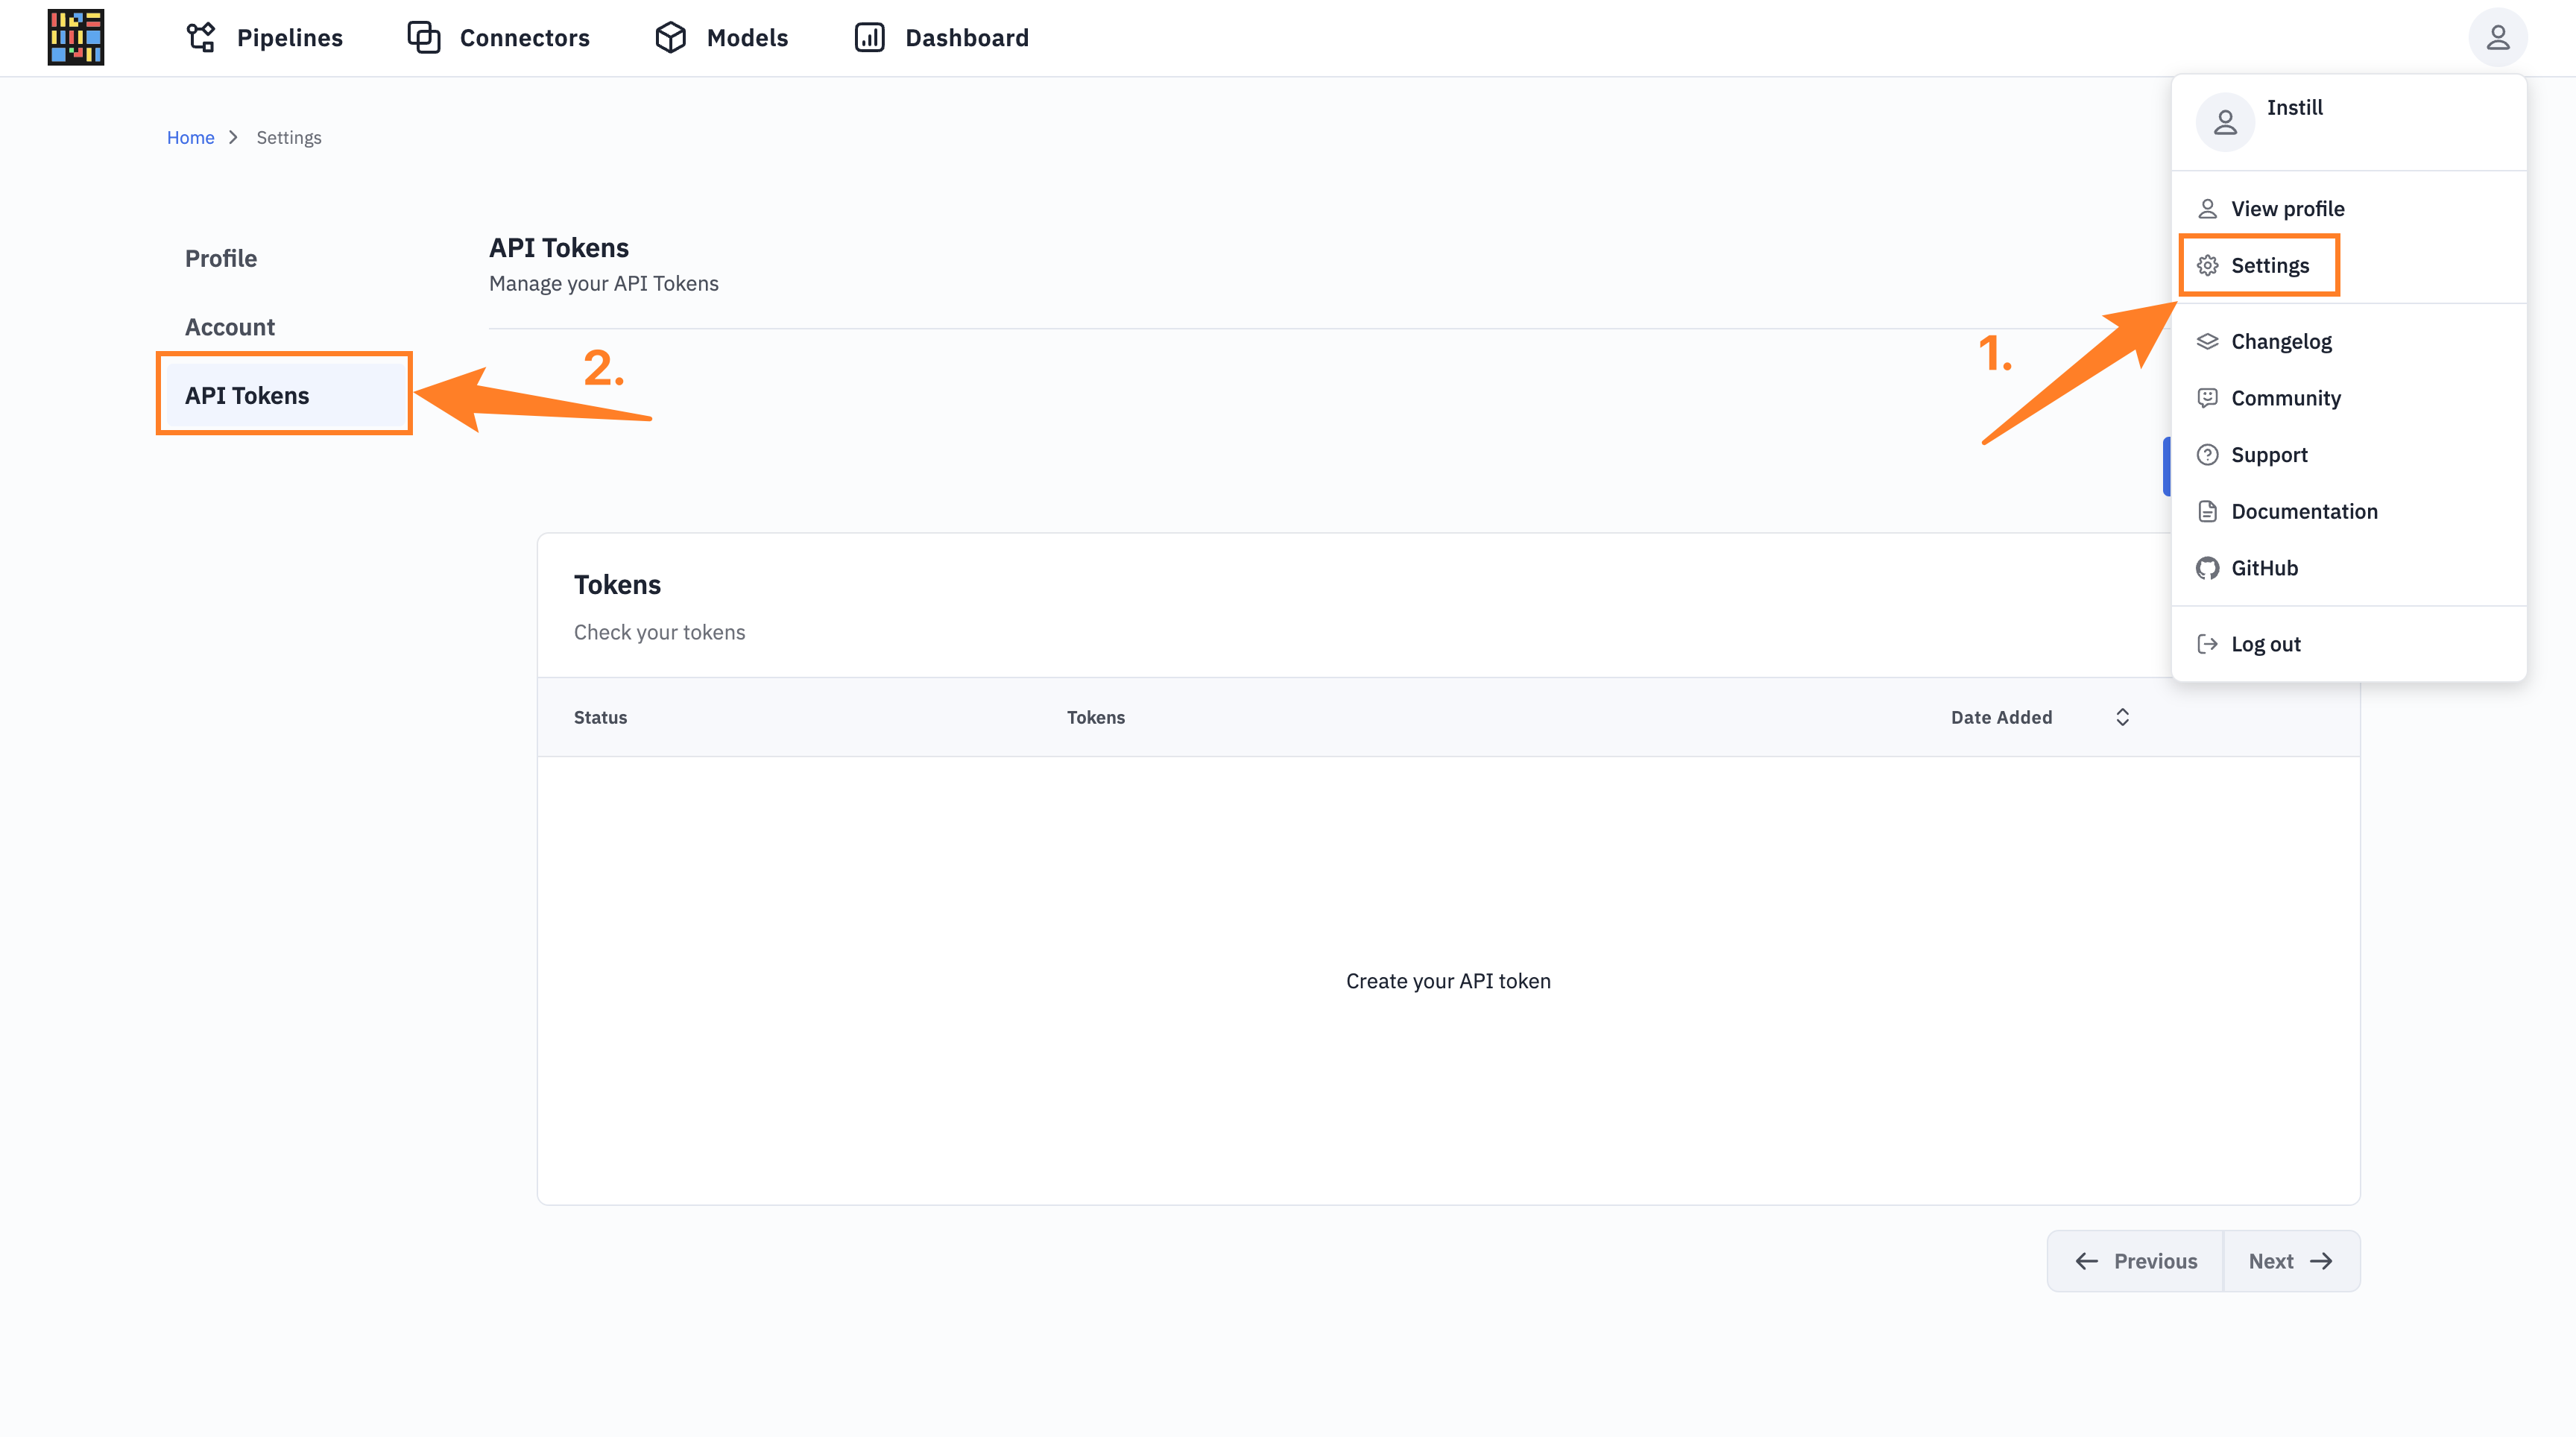 Pipelines Connectors Models Dashboard
Instill
View profile
Settings
Changelog
Community
Support
Documentation
GitHub
Log out
1.
Home Settings
Profile
Account
API Tokens
2.
API Tokens
Manage your API Tokens
Tokens
Check your tokens
Status Tokens Date Added
Create your API token
Previous Next